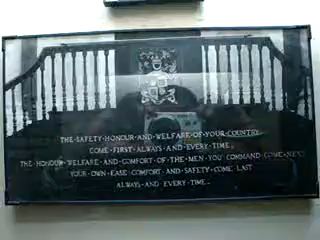 THE·SAFETY·HONOUR·AND·WELFARE·OF·YOUR·COUNTRY
COME·FIRST·ALWAYS·AND·EVERY·TIME.
THE·HONOUR·WELFARE·AND·COMFORT·OF·THE·MEN·YOU·COMMAND·COME·NEXT
YOUR·OWN·EASE·COMFORT·AND·SAFETY·COME·LAST
ALWAYS·AND·EVERY·TIME.